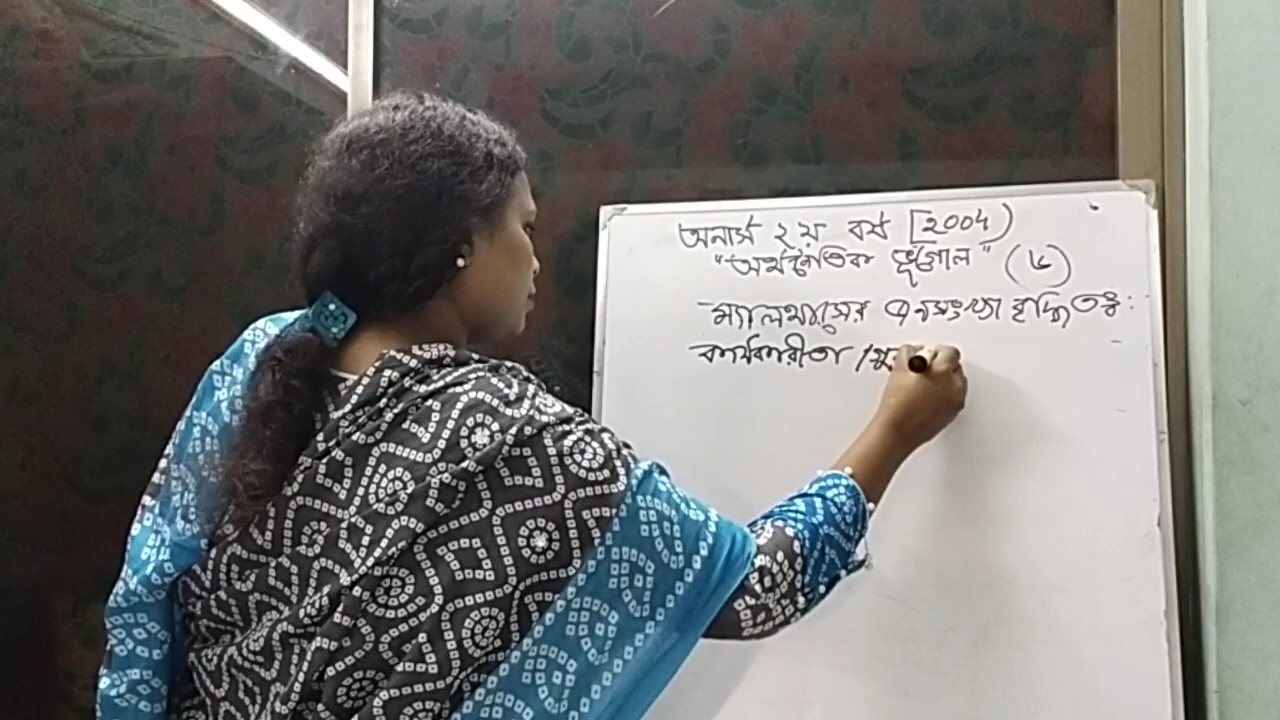 অনার্স ২য় বর্ষ [২০০৫)
"অর্থনৈতিক ভূগোল" (৬)
ম্যালথাসের জনসংখ্যা বৃদ্ধি তত্ত্ব:
কার্যকারীতা /